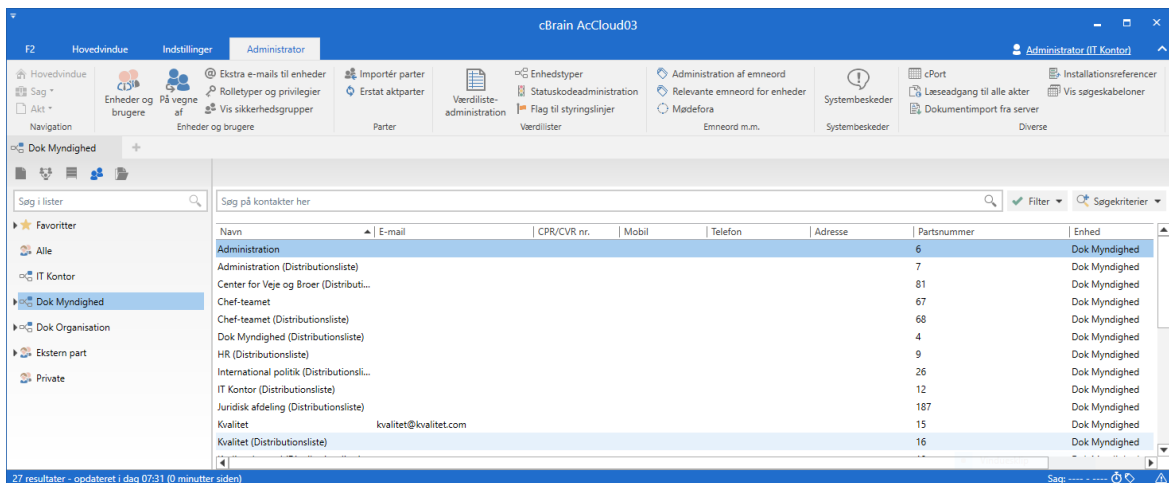 cBrain AcCloud03
F2 Hovedvindue Indstillinger Administrator Administrator (IT Kontor)
Hovedvindue
Sag
Akt
Navigation
Enheder og brugere
På vegne af
Ekstra e-mails til enheder
Rolletyper og privilegier
Vis sikkerhedsgrupper
Enheder og brugere
Importér parter
Erstat aktparter
Parter
Værdiliste-administration
Enhedstyper
Statuskodeadministration
Flag til styringslinjer
Værdilister
Administration af emneord
Relevante emneord for enheder
Mødefora
Emneord m.m.
Systembeskeder
Systembeskeder
cPort
Læseadgang til alle akter
Dokumentimport fra server
Installationsreferencer
Vis søgeskabeloner
Diverse
Dok Myndighed
Søg i lister
Søg på kontakter her
Filter
Søgekriterier
Favoritter
Alle
IT Kontor
Dok Myndighed
Dok Organisation
Ekstern part
Private
Navn E-mail CPR/CVR nr. Mobil Telefon Adresse Partsnummer Enhed
Administration 6 Dok Myndighed
Administration (Distributionsliste) 7 Dok Myndighed
Center for Veje og Broer (Distributi... 81 Dok Myndighed
Chef-teamet 67 Dok Myndighed
Chef-teamet (Distributionsliste) 68 Dok Myndighed
Dok Myndighed (Distributionsliste) 4 Dok Myndighed
HR (Distributionsliste) 9 Dok Myndighed
International politik (Distributionsli... 26 Dok Myndighed
IT Kontor (Distributionsliste) 12 Dok Myndighed
Juridisk afdeling (Distributionsliste) 187 Dok Myndighed
Kvalitet kvalitet@kvalitet.com 15 Dok Myndighed
Kvalitet (Distributionsliste) 16 Dok Myndighed
27 resultater - opdateret i dag 07:31 (0 minutter siden) Sag: ---- - ----